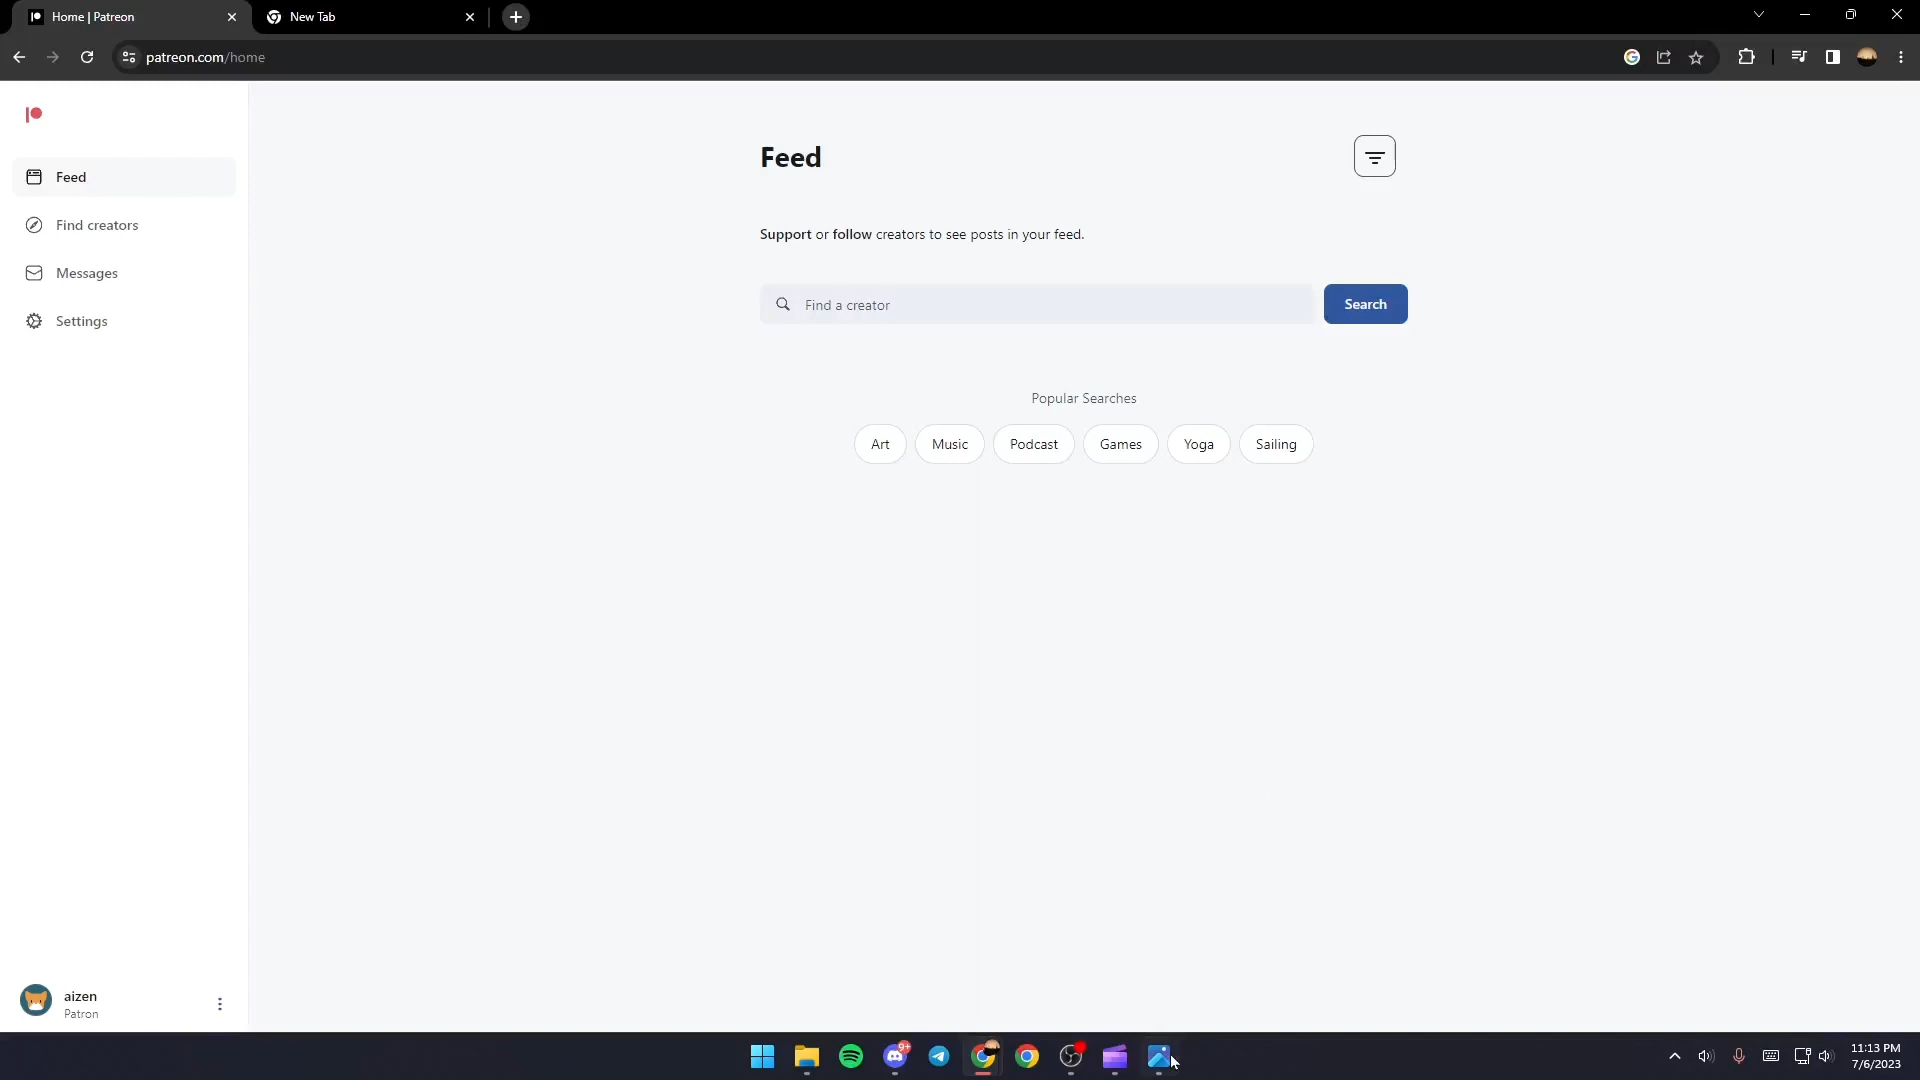 Home | Patreon
New Tab
patreon.com/home
Feed
Find creators
Messages
Settings
Feed
Support or follow creators to see posts in your feed.
Find a creator
Search
Popular Searches
Art
Music
Podcast
Games
Yoga
Sailing
aizen
Patron
9+
11:13 PM
7/6/2023